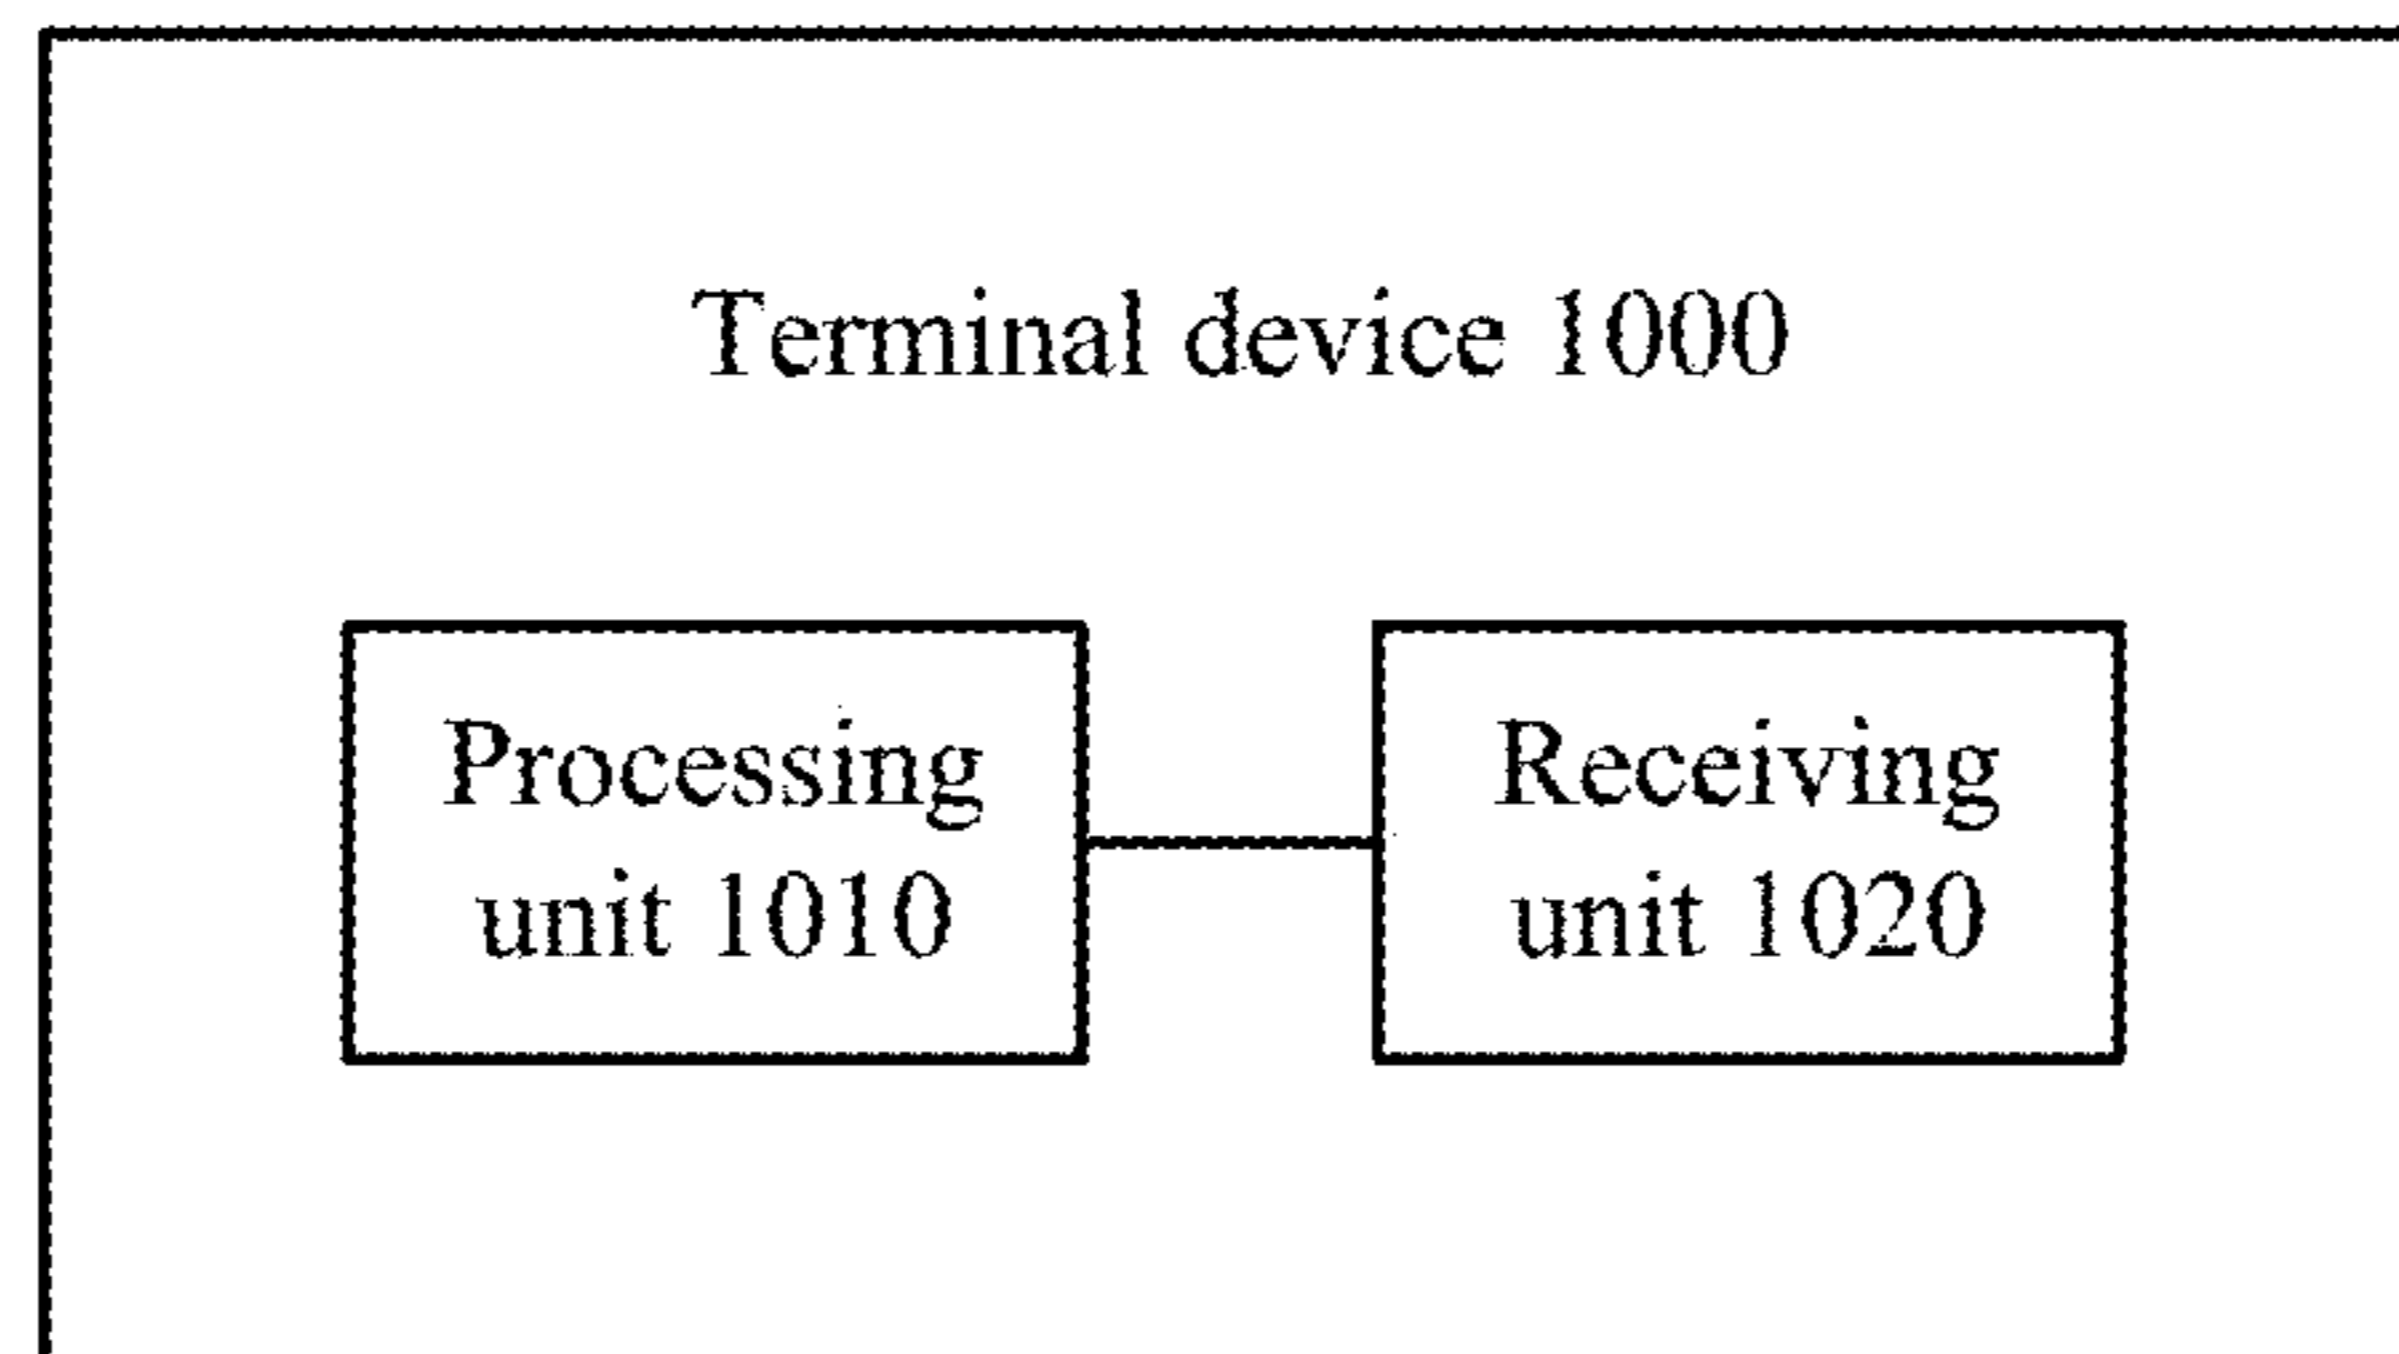 Terminal device 1000
Processing
unit 1010
Receiving
unit 1020